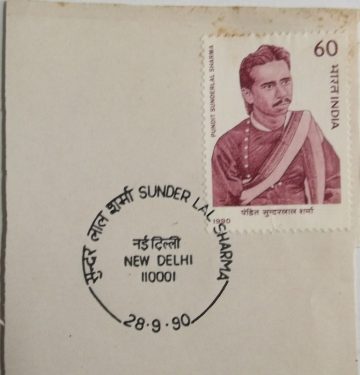 60
भारत INDIA
PUNDIT SUNDERLAL SHARMA
पंडित सुन्दरलाल शर्मा
1990
सुन्दर लाल शर्मा SUNDER LAL SHARMA
नई दिल्ली
NEW DELHI
110001
28-9-90